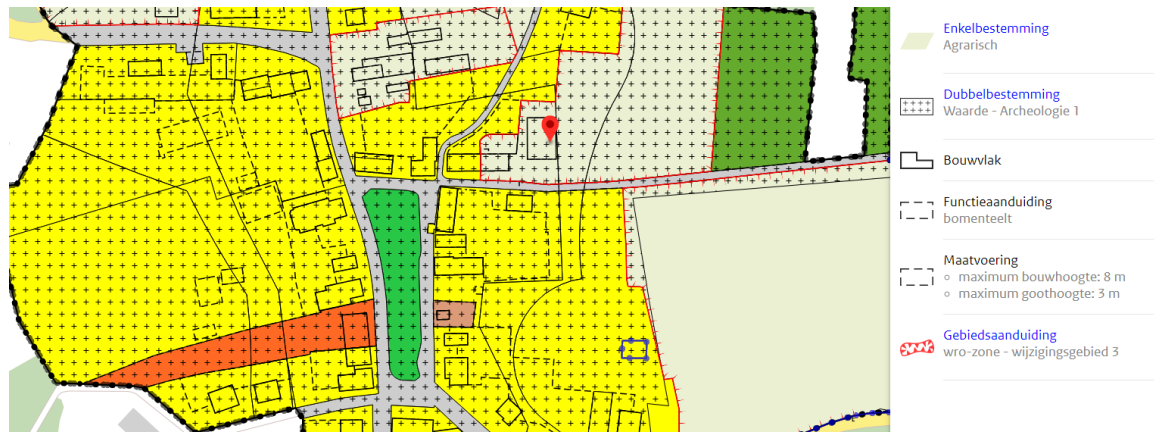 Enkelbestemming
Agrarisch
Dubbelbestemming
Waarde - Archeologie 1
Bouwvlak
Functieaanduiding
bomenteelt
Maatvoering
maximum bouwhoogte: 8 m
maximum goothoogte: 3 m
Gebiedsaanduiding
wro-zone - wijzigingsgebied 3